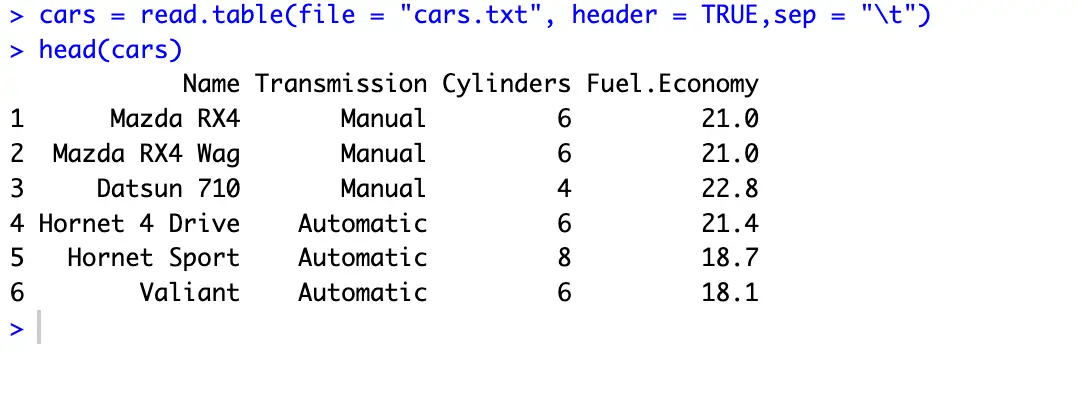 > cars = read.table(file = "cars.txt", header = TRUE,sep = "\t")
> head(cars)
            Name Transmission Cylinders Fuel.Economy
1      Mazda RX4       Manual         6         21.0
2  Mazda RX4 Wag       Manual         6         21.0
3     Datsun 710       Manual         4         22.8
4 Hornet 4 Drive    Automatic         6         21.4
5   Hornet Sport    Automatic         8         18.7
6        Valiant    Automatic         6         18.1
>